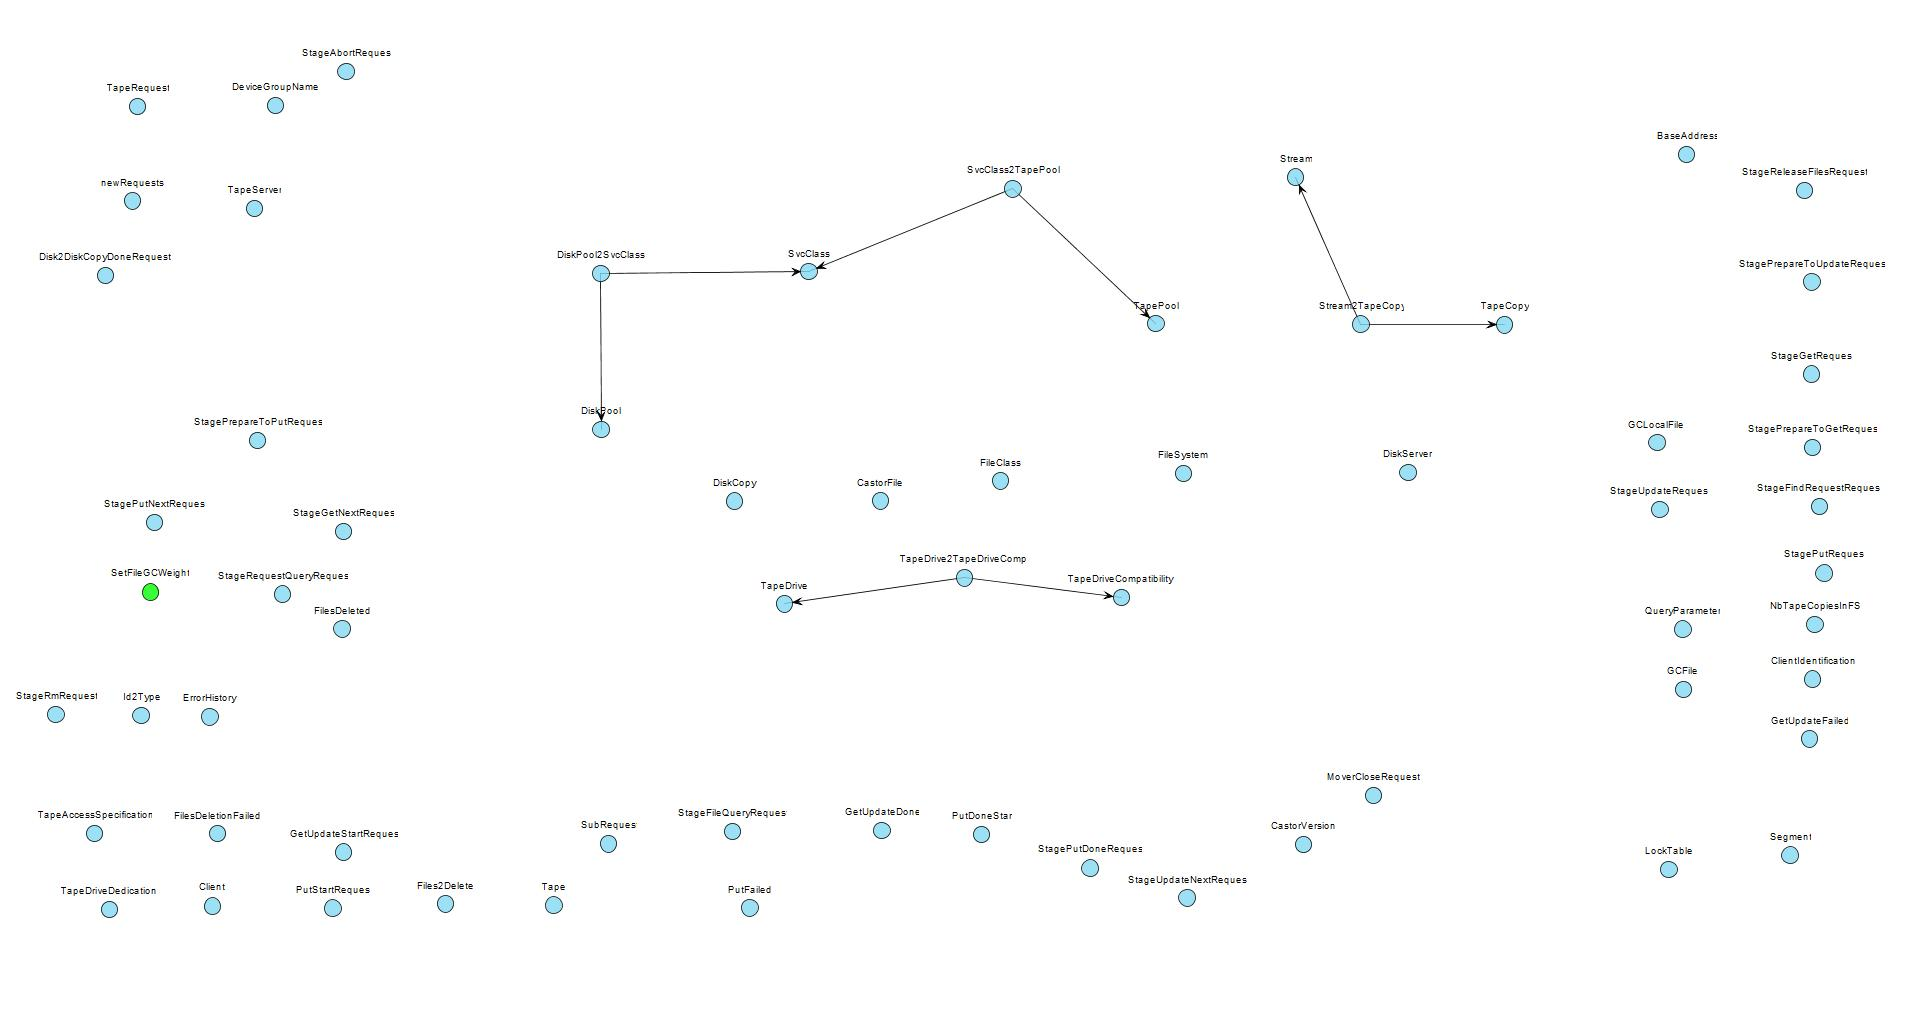 StageAbortReques
TapeRequest
DeviceGroupName
BaseAddress
SvcClass2TapePool
Stream
StageReleaseFilesRequest
newRequests
TapeServer
Disk2DiskCopyDoneRequest
DiskPool2SvcClass
SvcClass
StagePrepareToUpdateReques
TapePool
Stream2TapeCopy
TapeCopy
StageGetReques
DiskPool
StagePrepareToPutReques
GCLocalFile
StagePrepareToGetReques
FileClass
FileSystem
DiskServer
DiskCopy
CastorFile
StageUpdateReques
StageFindRequestReques
StagePutNextReques
StageGetNextReques
TapeDrive2TapeDriveComp
StagePutReques
SetFileGCWeight
StageRequestQueryReques
TapeDrive
TapeDriveCompatibility
FilesDeleted
QueryParameter
NbTapeCopiesInFS
GCFile
ClientIdentification
StageRmRequest
Id2Type
ErrorHistory
GetUpdateFailed
MoverCloseRequest
TapeAccessSpecification
FilesDeletionFailed
GetUpdateStartReques
SubReques
StageFileQueryReques
GetUpdateDone
PutDoneStar
CastorVersion
StagePutDoneReques
LockTable
Segment
TapeDriveDedication
Client
PutStartReques
Files2Delete
Tape
PutFailed
StageUpdateNextReques